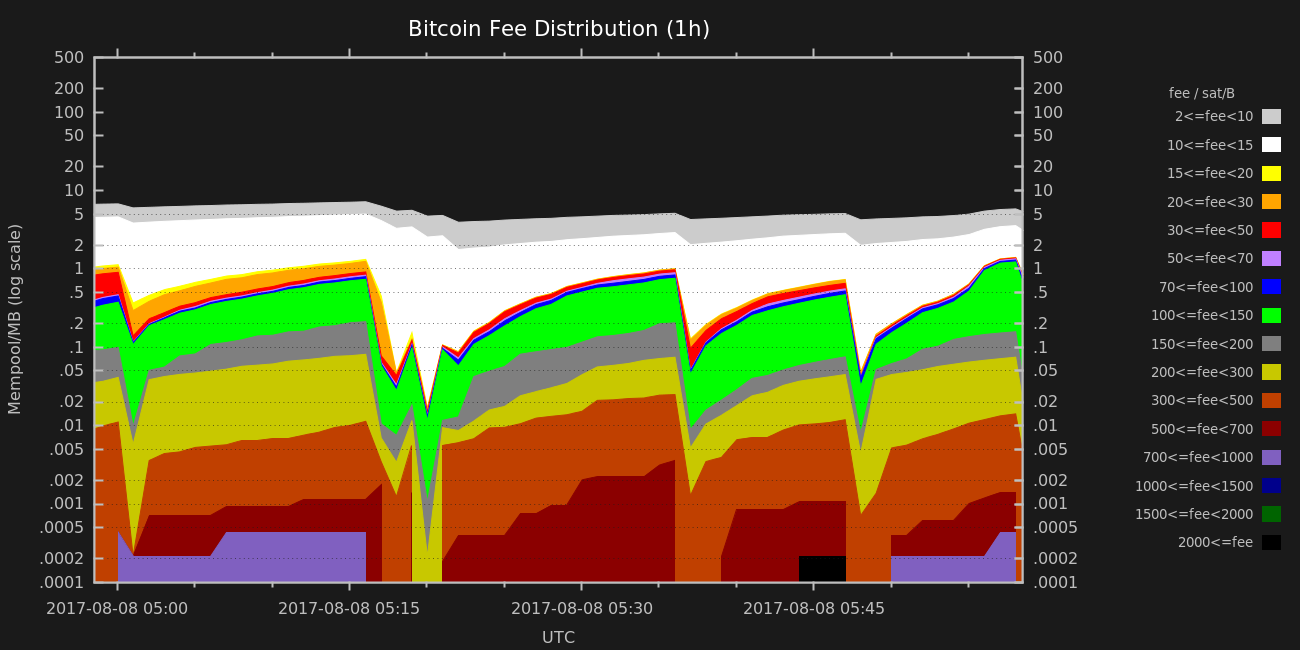 Bitcoin Fee Distribution (1h)
500 500
200 200
100 100
50 50
20 20
10 10
5 5
2 2
1 1
.5 .5
.2 .2
.1 .1
.05 .05
.02 .02
.01 .01
.005 .005
.002 .002
.001 .001
.0005 .0005
.0002 .0002
.0001 .0001
Mempool/MB (log scale)
2017-08-08 05:00 2017-08-08 05:15 2017-08-08 05:30 2017-08-08 05:45
UTC
fee / sat/B
2<=fee<10
10<=fee<15
15<=fee<20
20<=fee<30
30<=fee<50
50<=fee<70
70<=fee<100
100<=fee<150
150<=fee<200
200<=fee<300
300<=fee<500
500<=fee<700
700<=fee<1000
1000<=fee<1500
1500<=fee<2000
2000<=fee